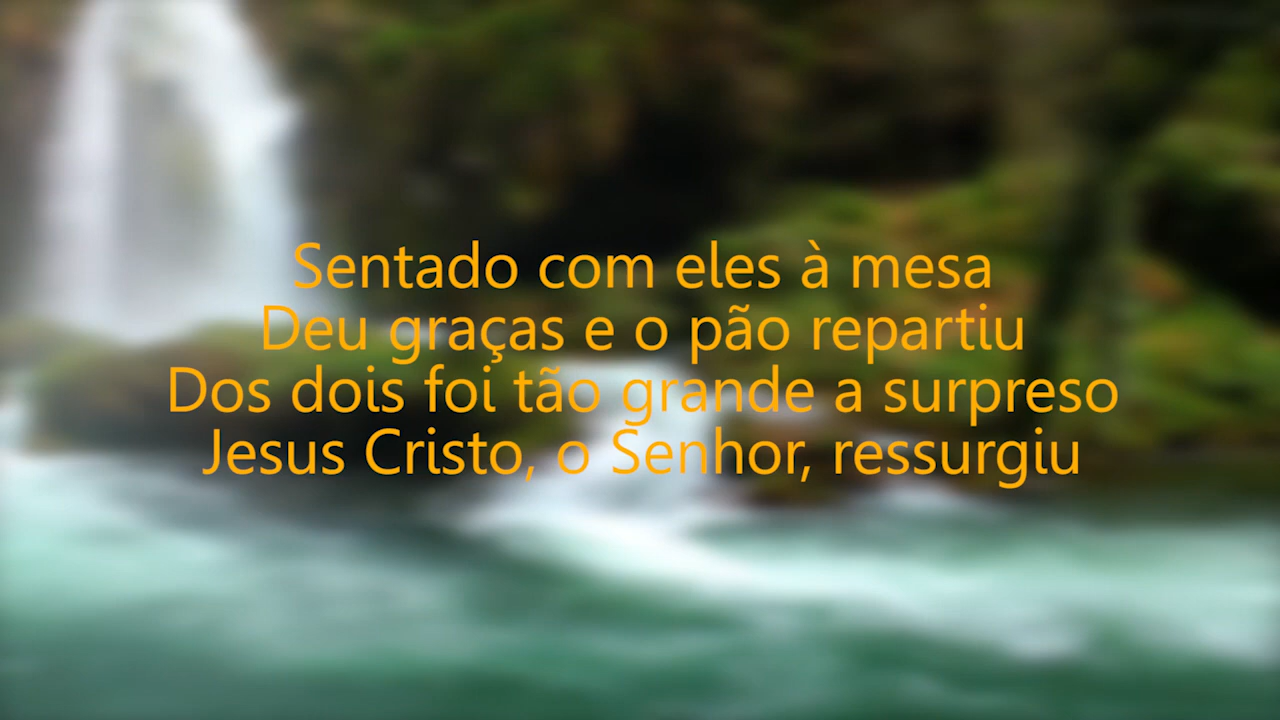 Sentado com eles à mesa
Deu graças e o pão repartiu
Dos dois foi tão grande a surpreso
Jesus Cristo, o Senhor, ressurgiu